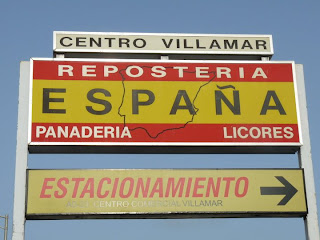 CENTRO VILLAMAR
REPOSTERIA
ESPAÑA
PANADERIA LICORES
ESTACIONAMIENTO
CENTRO COMERCIAL VILLAMAR